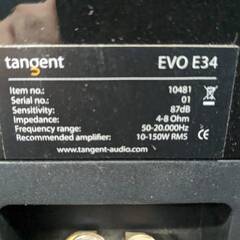 tangent EVO E34
Item no.: 10481
Serial no.: 01
Sensitivity: 87dB
Impedance: 4-8 Ohm
Frequency range: 50-20.000Hz
Recommended amplifier: 10-150W RMS
www.tangent-audio.com
CE